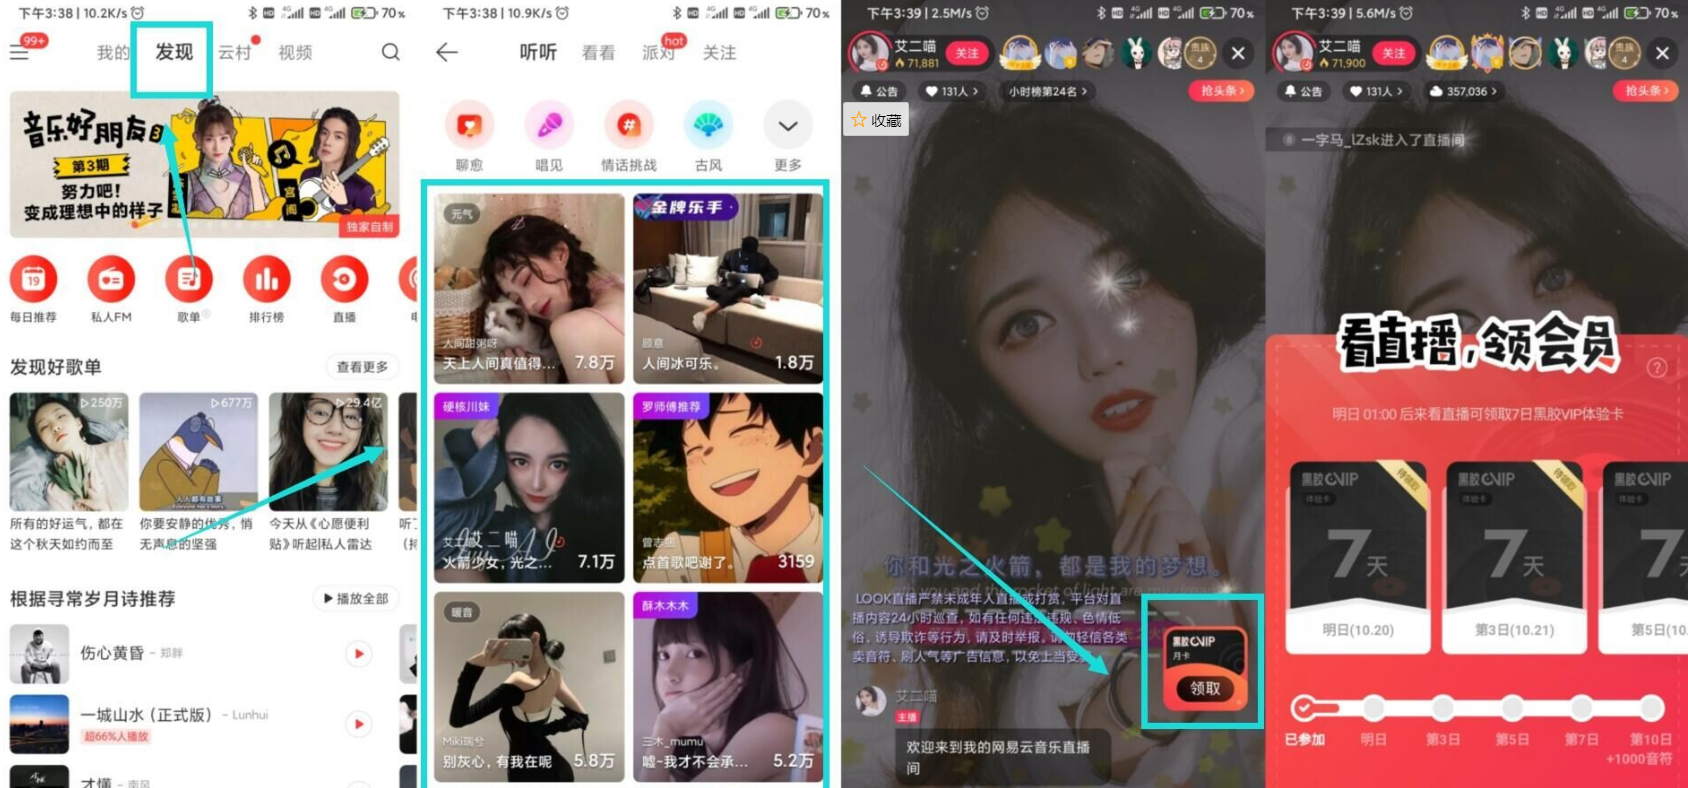 下午3:38 | 10.2K/s
70%
99+
我的
发现
云村
视频
音乐好朋友3
第3期
努力吧!
变成理想中的样子
宫阁
独家自制
19
每日推荐
私人FM
歌单
排行榜
直播
发现好歌单
查看更多
▷250万
▷677万
▷29.4亿
人人都有故事
所有的好运气，都在
这个秋天如约而至
你要安静的优秀，悄
无声息的坚强
今天从《心愿便利
贴》听起|私人雷达
根据寻常岁月诗推荐
▶播放全部
伤心黄昏 - 郑胖
一城山水（正式版） - Lunhui
超66%人播放
才懂 - 南风
下午3:38 | 10.9K/s
70%
听听
看看
派对
hot
关注
聊愈
唱见
情话挑战
古风
更多
元气
人间甜粥呀
天上人间真值得...
7.8万
金牌乐手
顾意
人间冰可乐。
1.8万
硬核川妹
艾二喵
火箭少女，光之...
7.1万
罗师傅推荐
点首歌吧谢了。
3159
暖音
Miki瑞兮
别灰心，有我在呢
5.8万
酥木木木
三木_mumu
嘘~我才不会承...
5.2万
下午3:39 | 2.5M/s
70%
艾二喵
71,881
关注
贵族
4
公告
131人 >
小时榜第24名 >
抢头条 >
收藏
你和光之火箭，都是我的梦想。
LOOK直播严禁未成年人直播或打赏，平台对直
播内容24小时巡查，如有任何违法违规、色情低
俗、诱导欺诈等行为，请及时举报。请勿轻信各类
卖音符、刷人气等广告信息，以免上当受骗
黑胶VIP
月卡
领取
艾二喵
主播
欢迎来到我的网易云音乐直播
间
下午3:39 | 5.6M/s
70%
艾二喵
71,900
关注
贵族
4
公告
131人 >
357,036 >
抢头条 >
一字马_lZsk进入了直播间
看直播,领会员
?
明日 01:00 后来看直播可领取7日黑胶VIP体验卡
黑胶VIP
体验卡
待领取
7天
明日(10.20)
黑胶VIP
体验卡
待领取
7天
第3日(10.21)
黑胶VIP
体验卡
7天
第5日(10.
已参加
明日
第3日
第5日
第7日
第10日
+1000音符